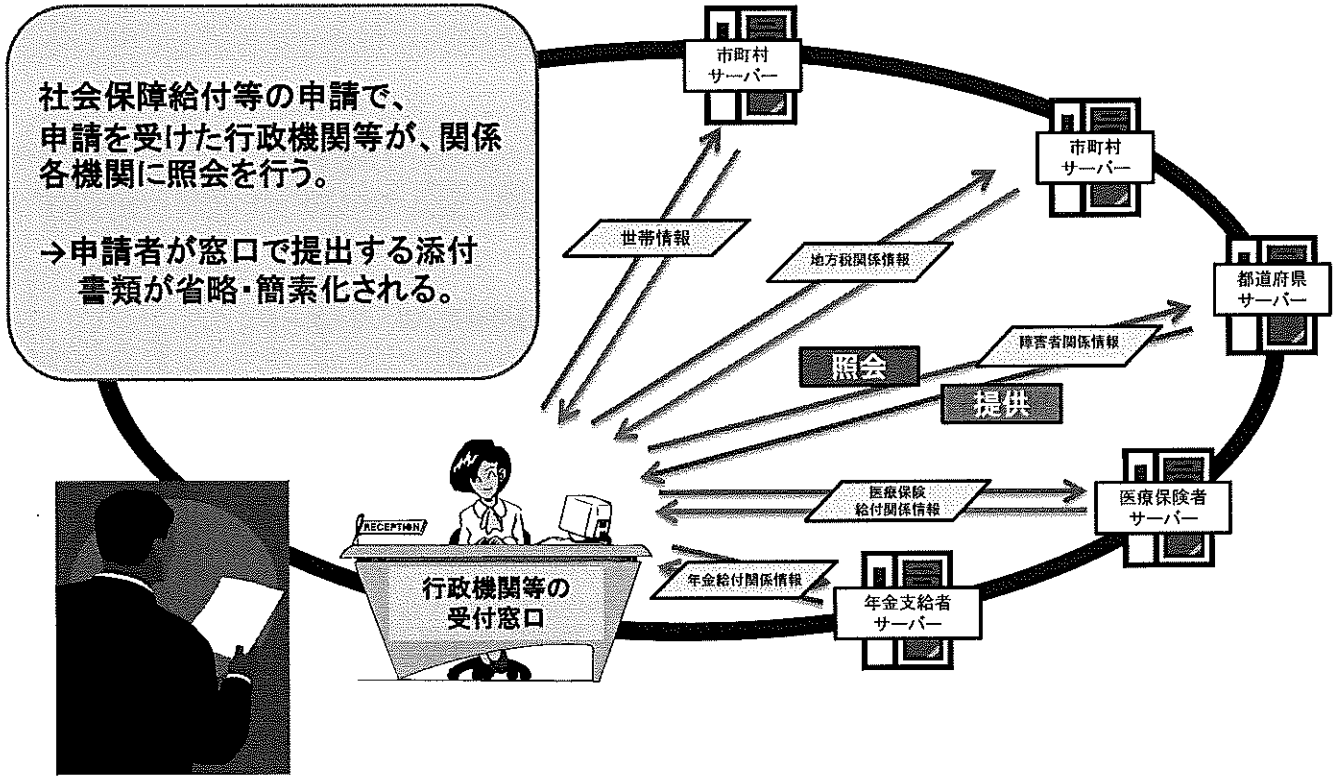 社会保障給付等の申請で、
申請を受けた行政機関等が、関係
各機関に照会を行う。
→申請者が窓口で提出する添付
書類が省略・簡素化される。
市町村
サーバー
市町村
サーバー
都道府県
サーバー
世帯情報
地方税関係情報
障害者関係情報
照会
提供
医療保険
給付関係情報
医療保険者
サーバー
年金給付関係情報
年金支給者
サーバー
RECEPTION
行政機関等の
受付窓口